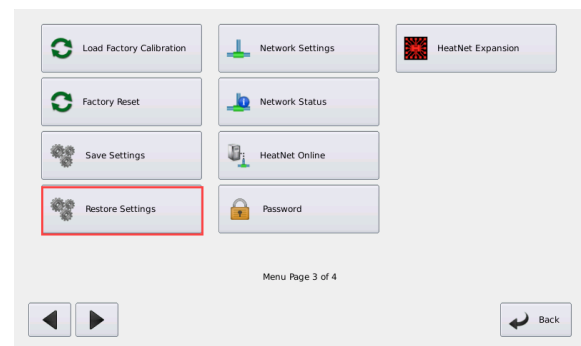 Load Factory Calibration
Network Settings
HeatNet Expansion
Factory Reset
Network Status
Save Settings
HeatNet Online
Restore Settings
Password
Menu Page 3 of 4
Back